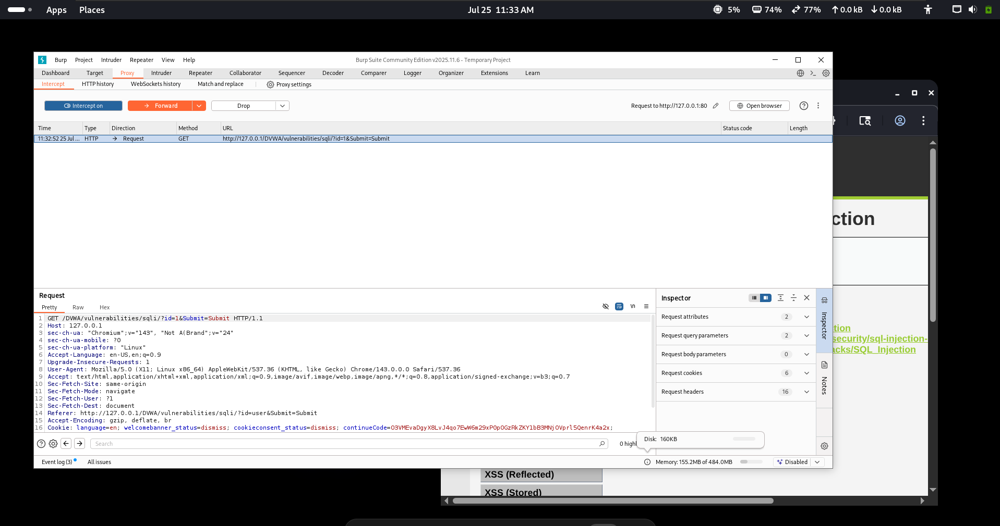 Apps Places Jul 25 11:33 AM 5% 74% 77% 0.0 kB 0.0 kB
Burp Project Intruder Repeater View Help Burp Suite Community Edition v2025.11.6 - Temporary Project
Dashboard Target Proxy Intruder Repeater Collaborator Sequencer Decoder Comparer Logger Organizer Extensions Learn
Intercept HTTP history WebSockets history Match and replace Proxy settings
Intercept on Forward Drop Request to http://127.0.0.1:80 Open browser
Time Type Direction Method URL Status code Length
11:32:52 25 Jul ... HTTP Request GET http://127.0.0.1/DVWA/vulnerabilities/sqli/?id=1&Submit=Submit
Request
Pretty Raw Hex \n
1 GET /DVWA/vulnerabilities/sqli/?id=1&Submit=Submit HTTP/1.1
2 Host: 127.0.0.1
3 sec-ch-ua: "Chromium";v="143", "Not A(Brand";v="24"
4 sec-ch-ua-mobile: ?0
5 sec-ch-ua-platform: "Linux"
6 Accept-Language: en-US,en;q=0.9
7 Upgrade-Insecure-Requests: 1
8 User-Agent: Mozilla/5.0 (X11; Linux x86_64) AppleWebKit/537.36 (KHTML, like Gecko) Chrome/143.0.0.0 Safari/537.36
9 Accept: text/html,application/xhtml+xml,application/xml;q=0.9,image/avif,image/webp,image/apng,*/*;q=0.8,application/signed-exchange;v=b3;q=0.7
10 Sec-Fetch-Site: same-origin
11 Sec-Fetch-Mode: navigate
12 Sec-Fetch-User: ?1
13 Sec-Fetch-Dest: document
14 Referer: http://127.0.0.1/DVWA/vulnerabilities/sqli/?id=user&Submit=Submit
15 Accept-Encoding: gzip, deflate, br
16 Cookie: language=en; welcomebanner_status=dismiss; cookieconsent_status=dismiss; continueCode=O3VMEvaDgyX8LvJ4qo7EwW6m29xP0pOGzRkZKY1bB3MNjOVprl5QenrK4a2x;
Search 0 highl
Inspector
Request attributes 2
Request query parameters 2
Request body parameters 0
Request cookies 6
Request headers 16
Inspector
Notes
Disk: 160KB
Event log (3) All issues Memory: 155.2MB of 484.0MB Disabled
ction
tion
security/sql-injection-
acks/SQL_Injection
XSS (Reflected)
XSS (Stored)